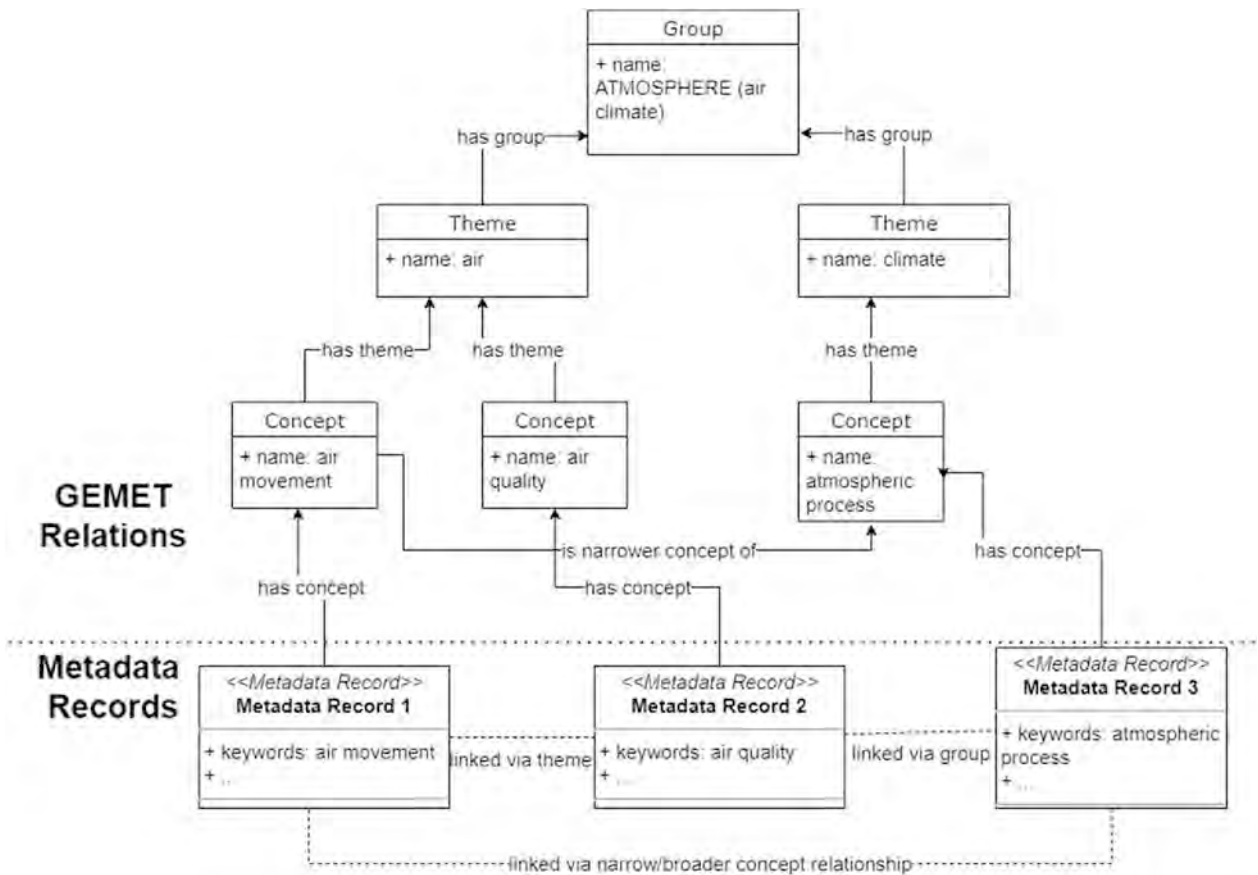 Group
+ name:
ATMOSPHERE (air
climate)
has group
has group
Theme
+ name: air
Theme
+ name: climate
has theme
has theme
has theme
Concept
+ name: air
movement
Concept
+ name: air
quality
Concept
+ name:
atmospheric
process
GEMET
Relations
is narrower concept of
has concept
has concept
has concept
Metadata
Records
<<Metadata Record>>
Metadata Record 1
+ keywords: air movement
+ ...
<<Metadata Record>>
Metadata Record 2
+ keywords: air quality
+ ...
<<Metadata Record>>
Metadata Record 3
+ keywords: atmospheric
process
+ ...
linked via theme
linked via group
linked via narrow/broader concept relationship